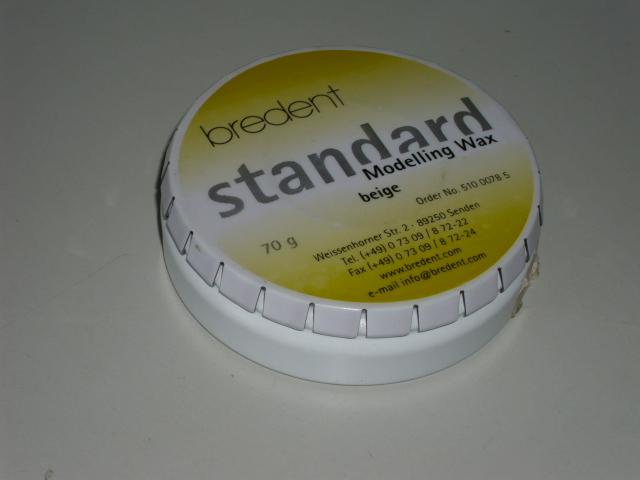 bredent
standard
Modelling Wax
beige
Order No. 510 0078 5
70 g
Weissenhorner Str. 2 · 89250 Senden
Tel. (+49) 0 73 09 / 8 72-22
Fax (+49) 0 73 09 / 8 72-24
www.bredent.com
e-mail info@bredent.com